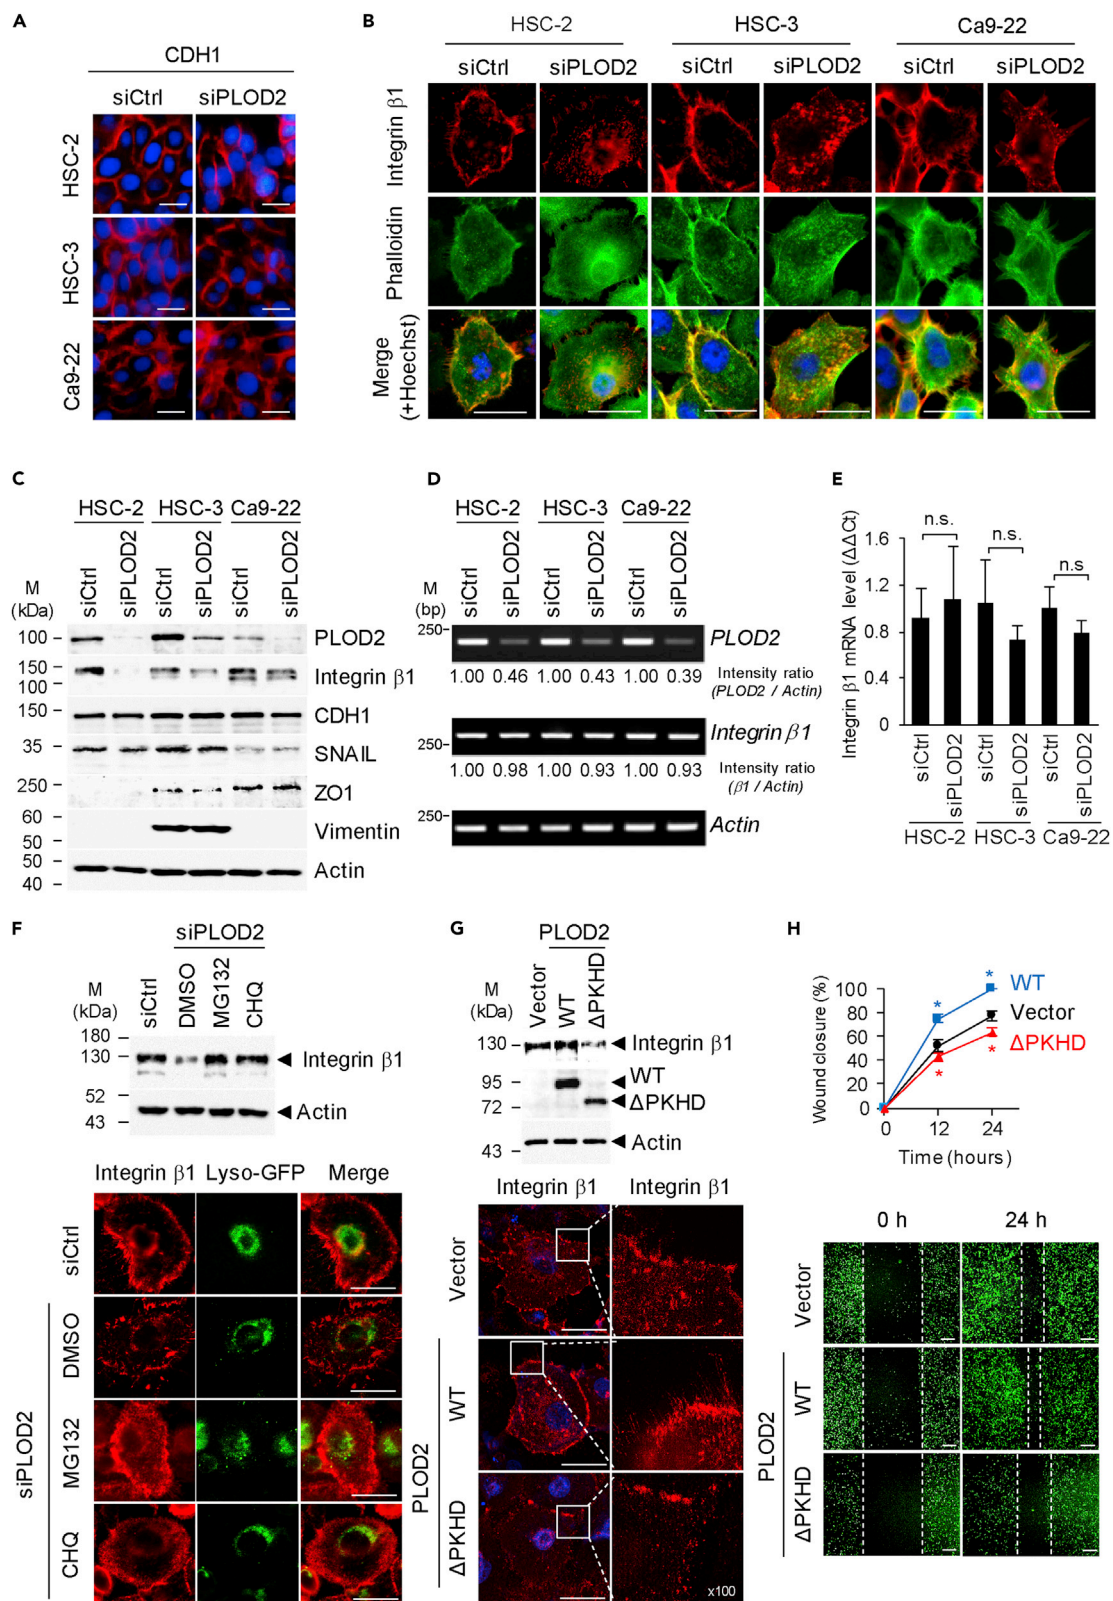 A
CDH1
siCtrl siPLOD2
HSC-2
HSC-3
Ca9-22
B
HSC-2 HSC-3 Ca9-22
siCtrl siPLOD2 siCtrl siPLOD2 siCtrl siPLOD2
Integrin β1
Phalloidin
Merge
(+Hoechst)
C
HSC-2 HSC-3 Ca9-22
siCtrl siPLOD2 siCtrl siPLOD2 siCtrl siPLOD2
M
(kDa)
100 PLOD2
150
100
Integrin β1
150 CDH1
35 SNAIL
250 ZO1
60
50
Vimentin
50
40
Actin
D
HSC-2 HSC-3 Ca9-22
siCtrl siPLOD2 siCtrl siPLOD2 siCtrl siPLOD2
M
(bp)
250
PLOD2
1.00 0.46 1.00 0.43 1.00 0.39 Intensity ratio
(PLOD2 / Actin)
250
Integrin β1
1.00 0.98 1.00 0.93 1.00 0.93 Intensity ratio
(β1 / Actin)
250
Actin
E
Integrin β1 mRNA level (ΔΔCt)
1.6
1.2
0.8
0.4
0
n.s.
n.s.
n.s
siCtrl siPLOD2 siCtrl siPLOD2 siCtrl siPLOD2
HSC-2 HSC-3 Ca9-22
F
siPLOD2
M
(kDa)
siCtrl DMSO MG132 CHQ
180
130
Integrin β1
52
43
Actin
Integrin β1 Lyso-GFP Merge
siCtrl
siPLOD2
DMSO
MG132
CHQ
G
PLOD2
M
(kDa)
Vector WT ΔPKHD
130 Integrin β1
95 WT
72 ΔPKHD
43 Actin
Integrin β1 Integrin β1
Vector
PLOD2
WT
ΔPKHD
x100
H
Wound closure (%)
100
80
60
40
20
0
* *
* *
WT
Vector
ΔPKHD
0 12 24
Time (hours)
0 h 24 h
Vector
PLOD2
WT
ΔPKHD